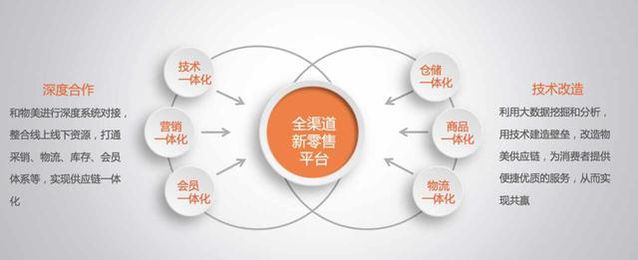 深度合作
和物美进行深度系统对接，
整合线上线下资源，打通
采销、物流、库存、会员
体系等，实现供应链一体
化
技术
一体化
营销
一体化
会员
一体化
全渠道
新零售
平台
仓储
一体化
商品
一体化
物流
一体化
技术改造
利用大数据挖掘和分析，
用技术建造壁垒，改造物
美供应链，为消费者提供
便捷优质的服务，从而实
现共赢